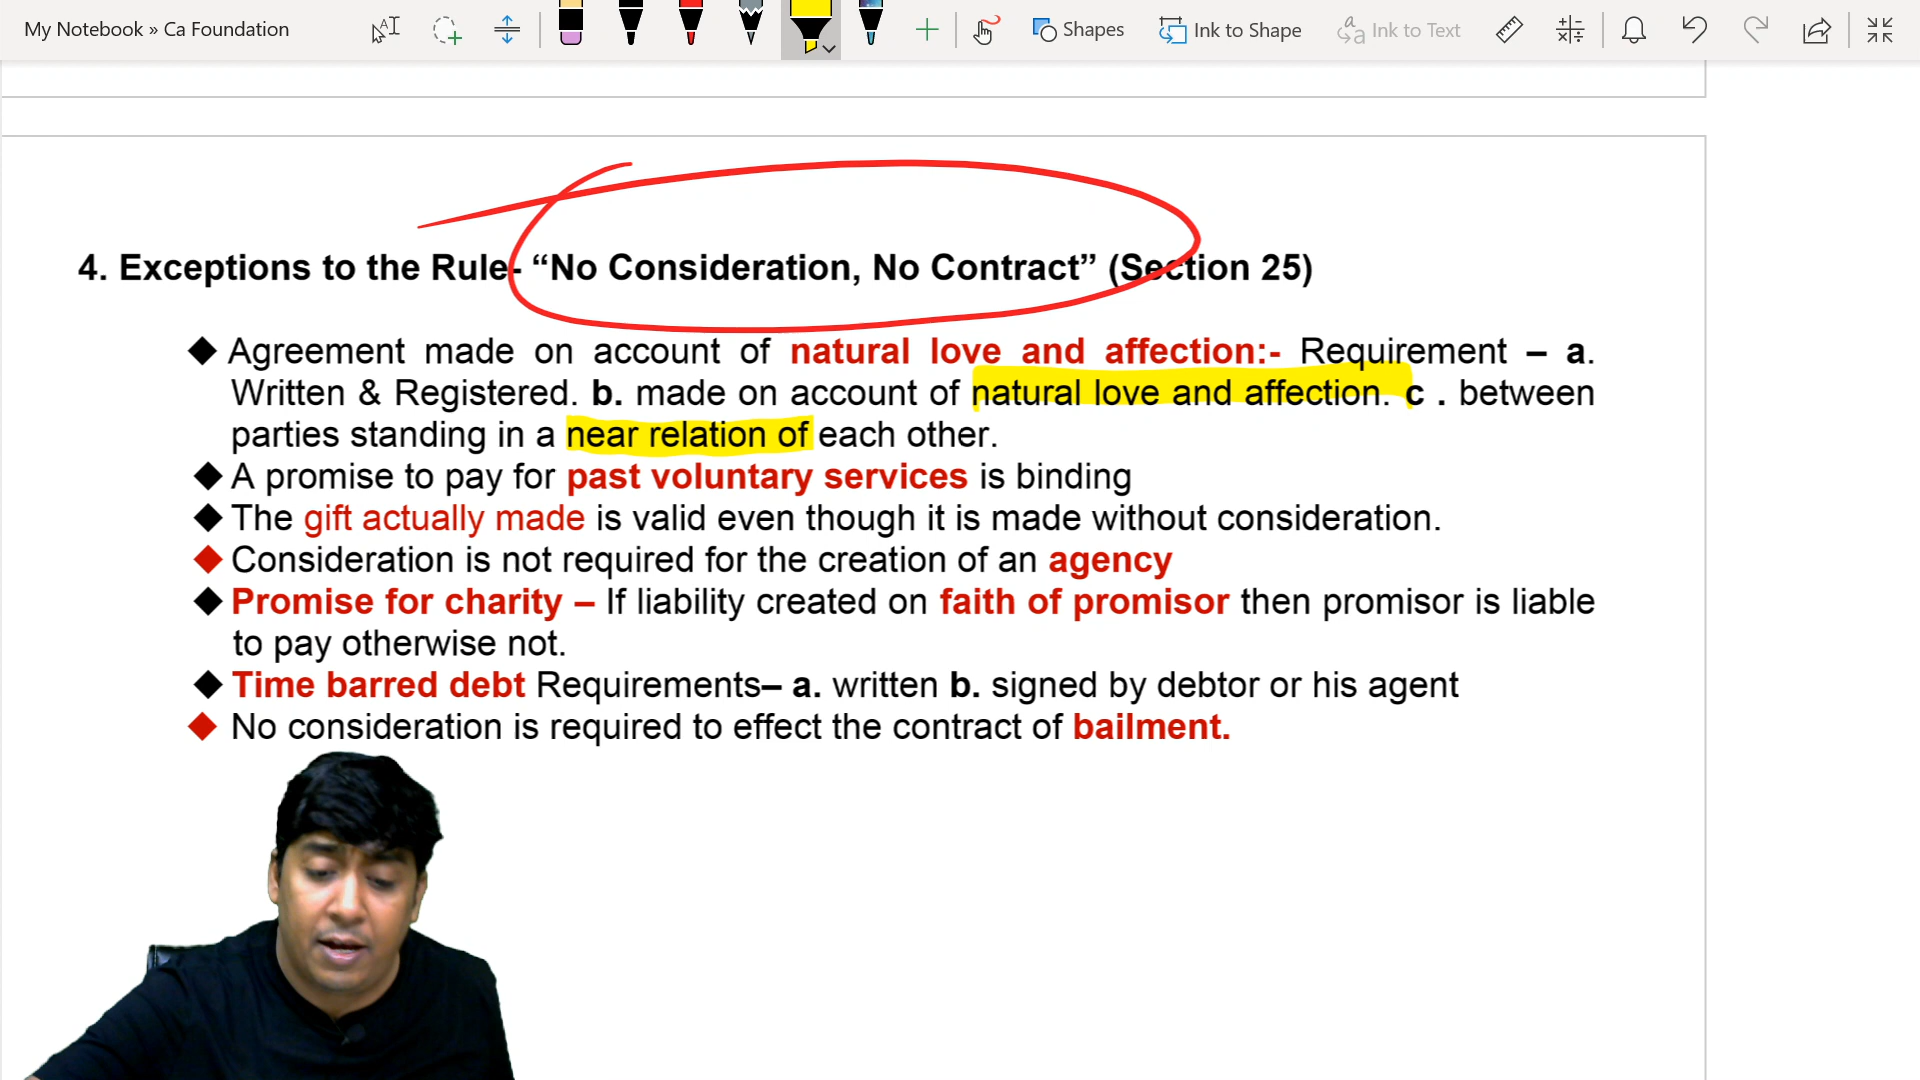 My Notebook » Ca Foundation
Shapes
Ink to Shape
Ink to Text
4. Exceptions to the Rule- “No Consideration, No Contract” (Section 25)
◆ Agreement made on account of natural love and affection:- Requirement – a.
Written & Registered. b. made on account of natural love and affection. c . between
parties standing in a near relation of each other.
◆ A promise to pay for past voluntary services is binding
◆ The gift actually made is valid even though it is made without consideration.
◆ Consideration is not required for the creation of an agency
◆ Promise for charity – If liability created on faith of promisor then promisor is liable
to pay otherwise not.
◆ Time barred debt Requirements– a. written b. signed by debtor or his agent
◆ No consideration is required to effect the contract of bailment.